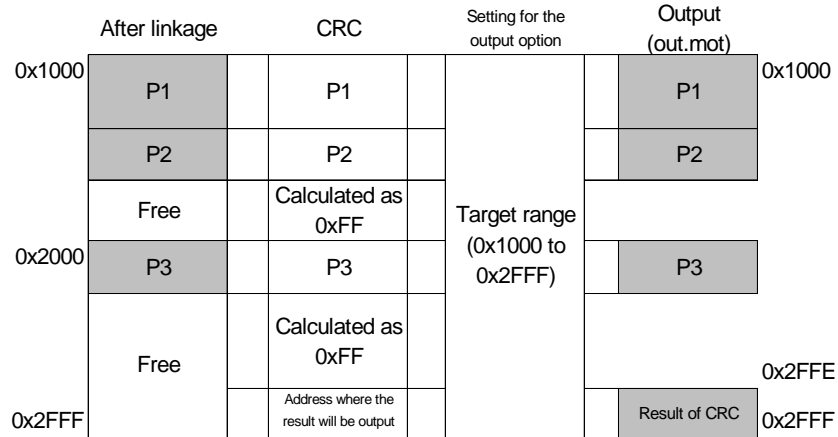 After linkage
CRC
Setting for the
output option
Output
(out.mot)
0x1000
P1
P1
P1
0x1000
P2
P2
P2
Free
Calculated as
0xFF
Target range
(0x1000 to
0x2FFF)
0x2000
P3
P3
P3
Free
Calculated as
0xFF
0x2FFE
Address where the
result will be output
Result of CRC
0x2FFF
0x2FFF